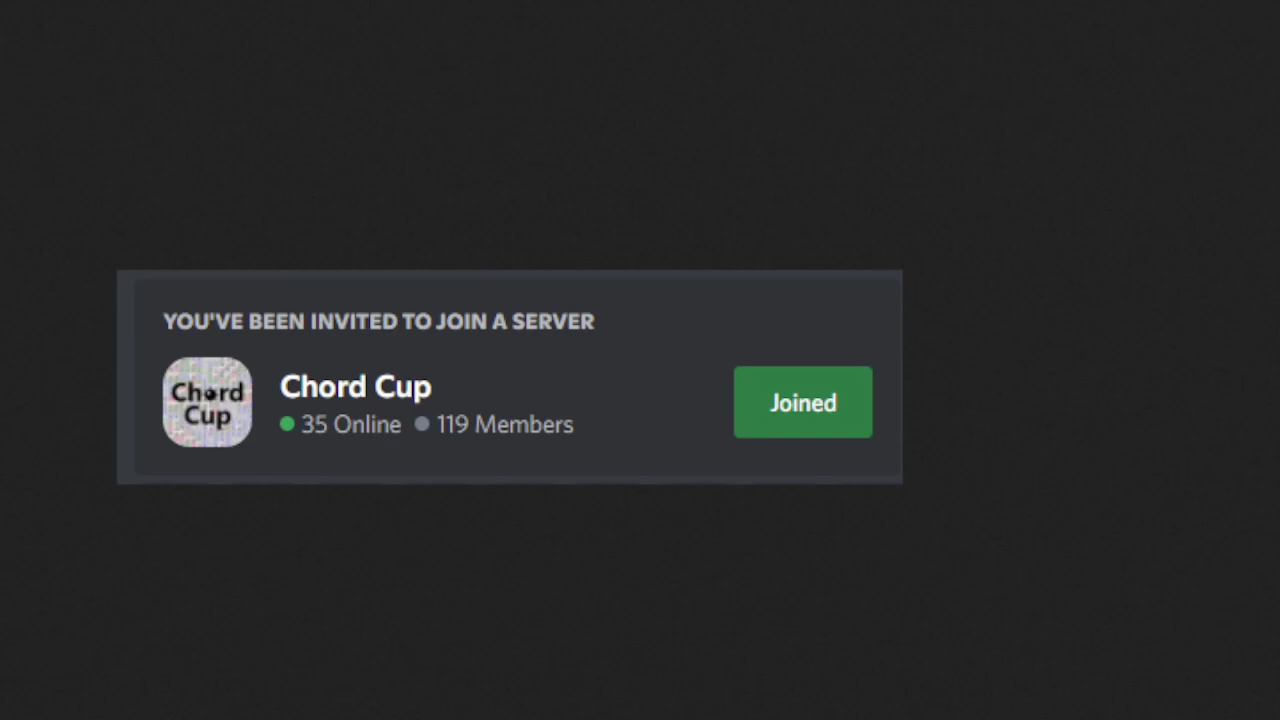 YOU'VE BEEN INVITED TO JOIN A SERVER
Chord
Cup
Chord Cup
35 Online 119 Members
Joined